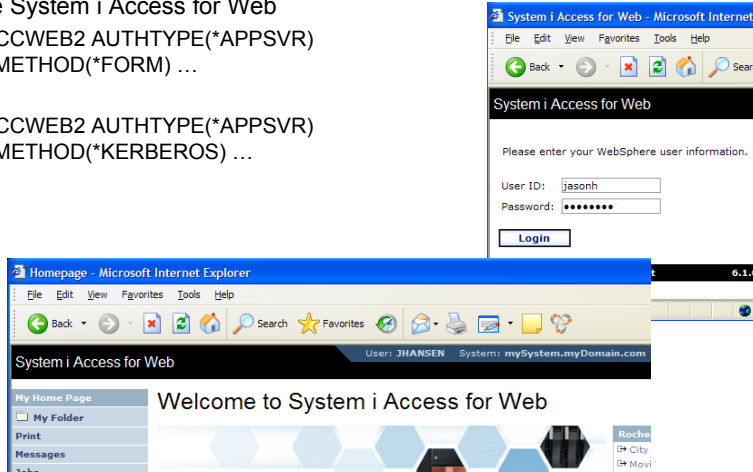 System i Access for Web
CCWEB2 AUTHTYPE(*APPSVR)
METHOD(*FORM) …
CCWEB2 AUTHTYPE(*APPSVR)
METHOD(*KERBEROS) …
System i Access for Web - Microsoft Internet
File Edit View Favorites Tools Help
Back
System i Access for Web
Please enter your WebSphere user information.
User ID: jasonh
Password: ••••••••
Login
6.1.
Homepage - Microsoft Internet Explorer
File Edit View Favorites Tools Help
Back Search Favorites
System i Access for Web
User: JHANSEN System: mySystem.myDomain.com
My Home Page
My Folder
Print
Messages
Jobs
Welcome to System i Access for Web
Roche
City
Movi